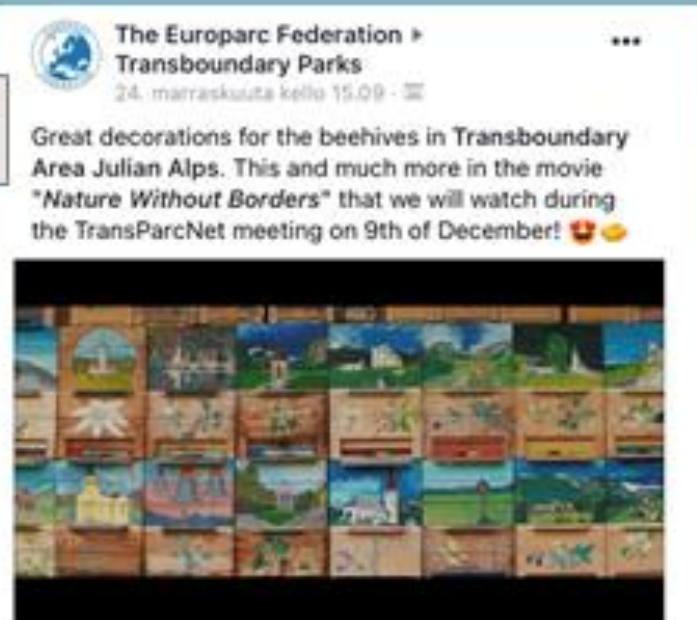 The Europarc Federation ▸
Transboundary Parks
24. marraskuuta kello 15.09 ·
Great decorations for the beehives in Transboundary
Area Julian Alps. This and much more in the movie
"Nature Without Borders" that we will watch during
the TransParcNet meeting on 9th of December! 🤩🫓